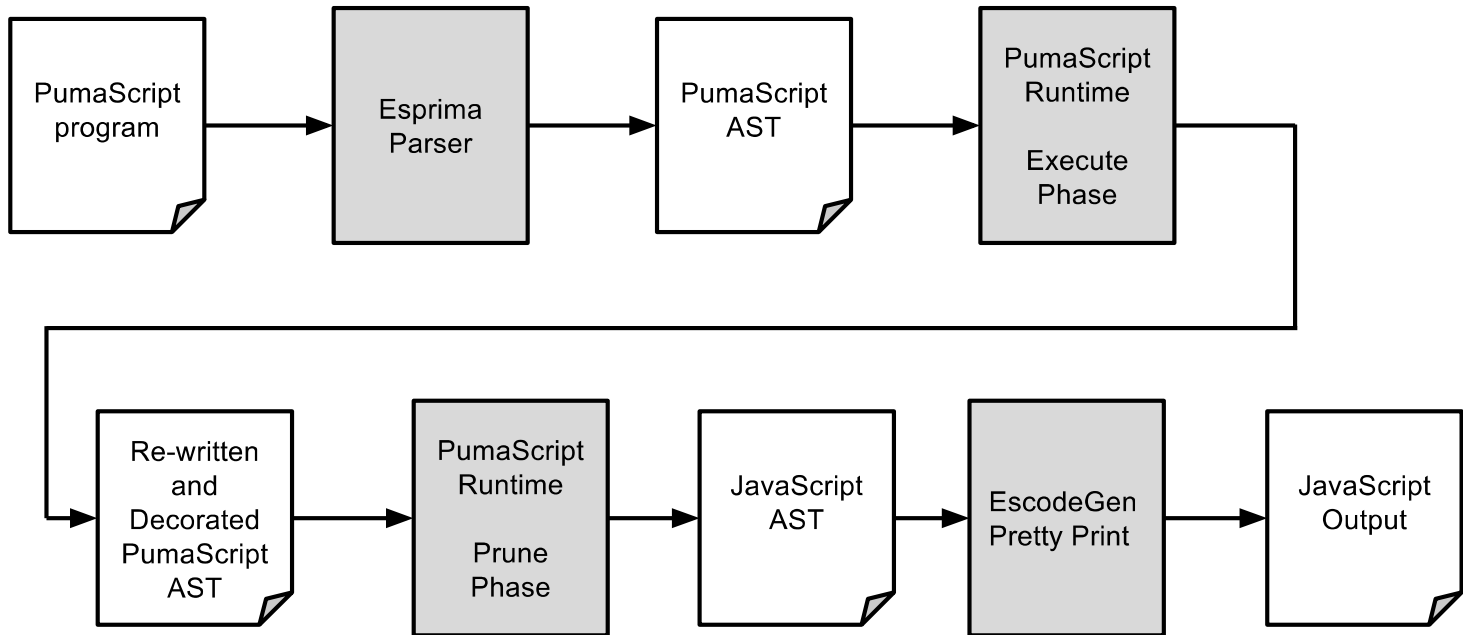 PumaScript
program
Esprima
Parser
PumaScript
AST
PumaScript
Runtime
Execute
Phase
Re-written
and
Decorated
PumaScript
AST
PumaScript
Runtime
Prune
Phase
JavaScript
AST
EscodeGen
Pretty Print
JavaScript
Output